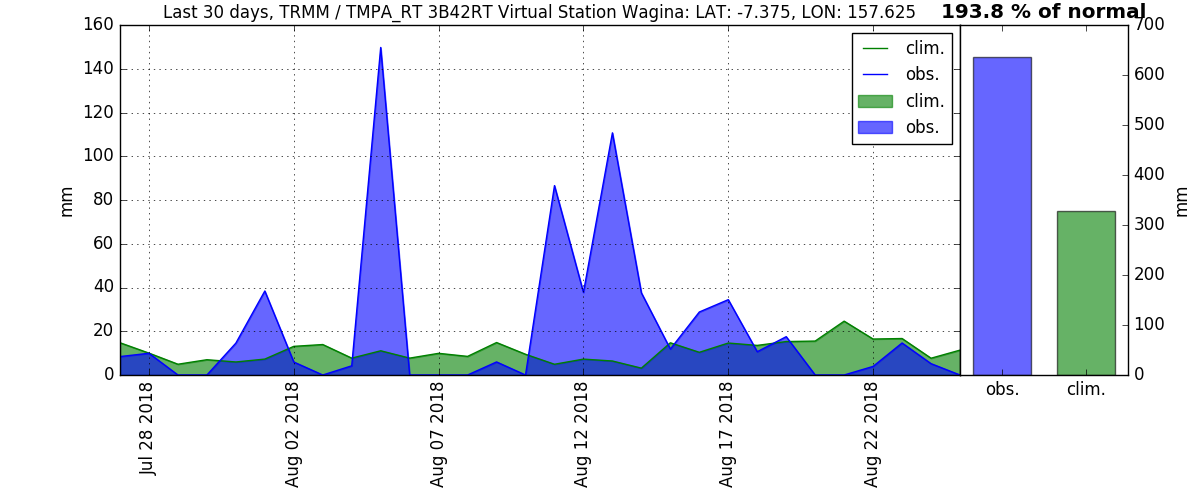 Last 30 days, TRMM / TMPA_RT 3B42RT Virtual Station Wagina: LAT: -7.375, LON: 157.625
193.8 % of normal
160
140
120
100
80
60
40
20
0
mm
clim.
obs.
clim.
obs.
700
600
500
400
300
200
100
0
mm
Jul 28 2018
Aug 02 2018
Aug 07 2018
Aug 12 2018
Aug 17 2018
Aug 22 2018
obs.
clim.